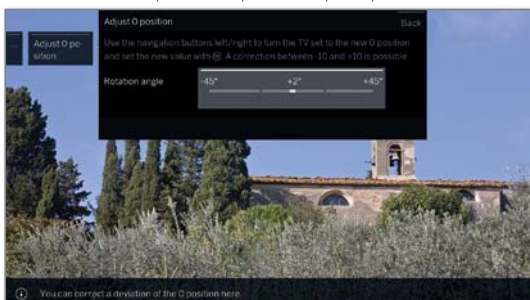 Adjust 0 position Back
Adjust 0 po-
sition
Use the navigation buttons left/right to turn the TV set to the new 0 position
and set the new value with OK. A correction between -10 and +10 is possible.
Rotation angle
-45° +2° +45°
You can correct a deviation of the 0 position here.